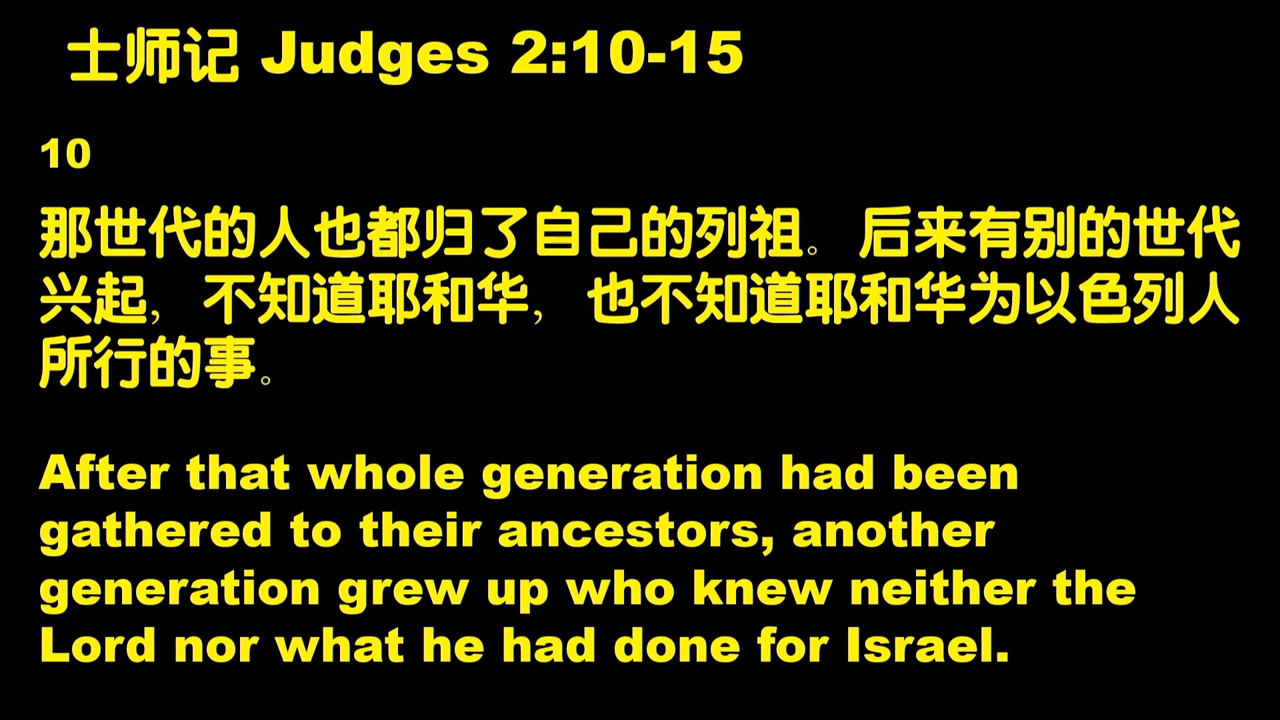 士师记 Judges 2:10-15
10
那世代的人也都归了自己的列祖。后来有别的世代
兴起，不知道耶和华，也不知道耶和华为以色列人
所行的事。
After that whole generation had been
gathered to their ancestors, another
generation grew up who knew neither the
Lord nor what he had done for Israel.